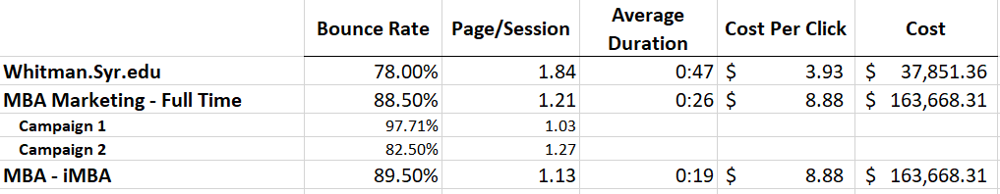 Bounce Rate Page/Session Average Duration Cost Per Click Cost
Whitman.Syr.edu 78.00% 1.84 0:47 $ 3.93 $ 37,851.36
MBA Marketing - Full Time 88.50% 1.21 0:26 $ 8.88 $ 163,668.31
Campaign 1 97.71% 1.03
Campaign 2 82.50% 1.27
MBA - iMBA 89.50% 1.13 0:19 $ 8.88 $ 163,668.31